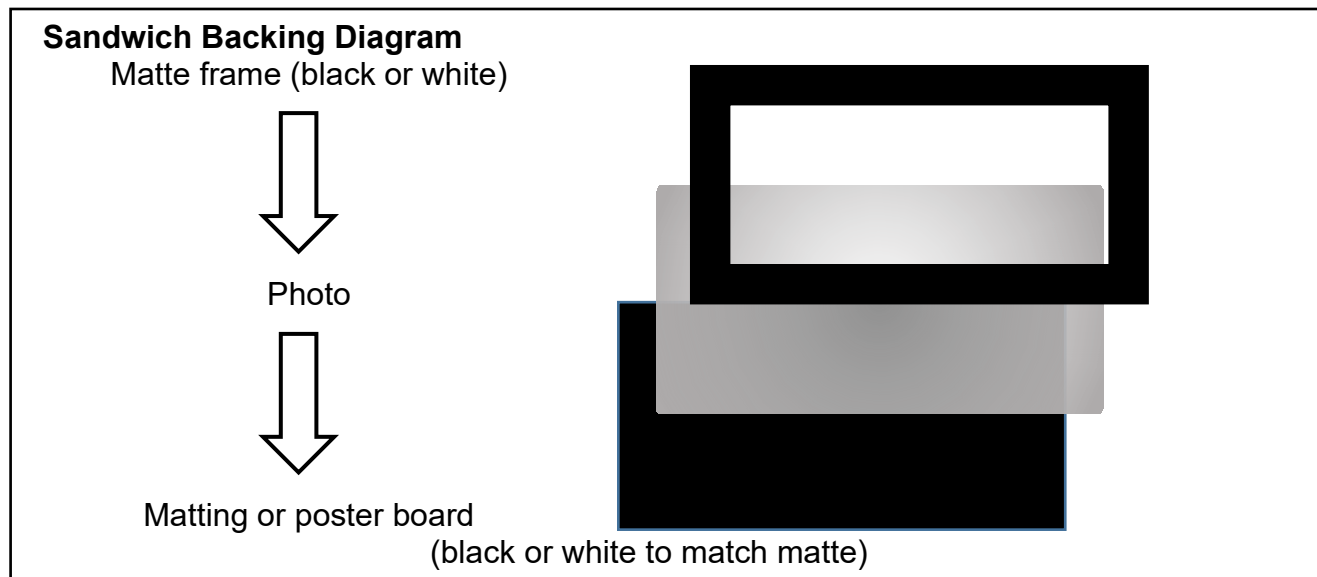 Sandwich Backing Diagram
Matte frame (black or white)
Photo
Matting or poster board
(black or white to match matte)